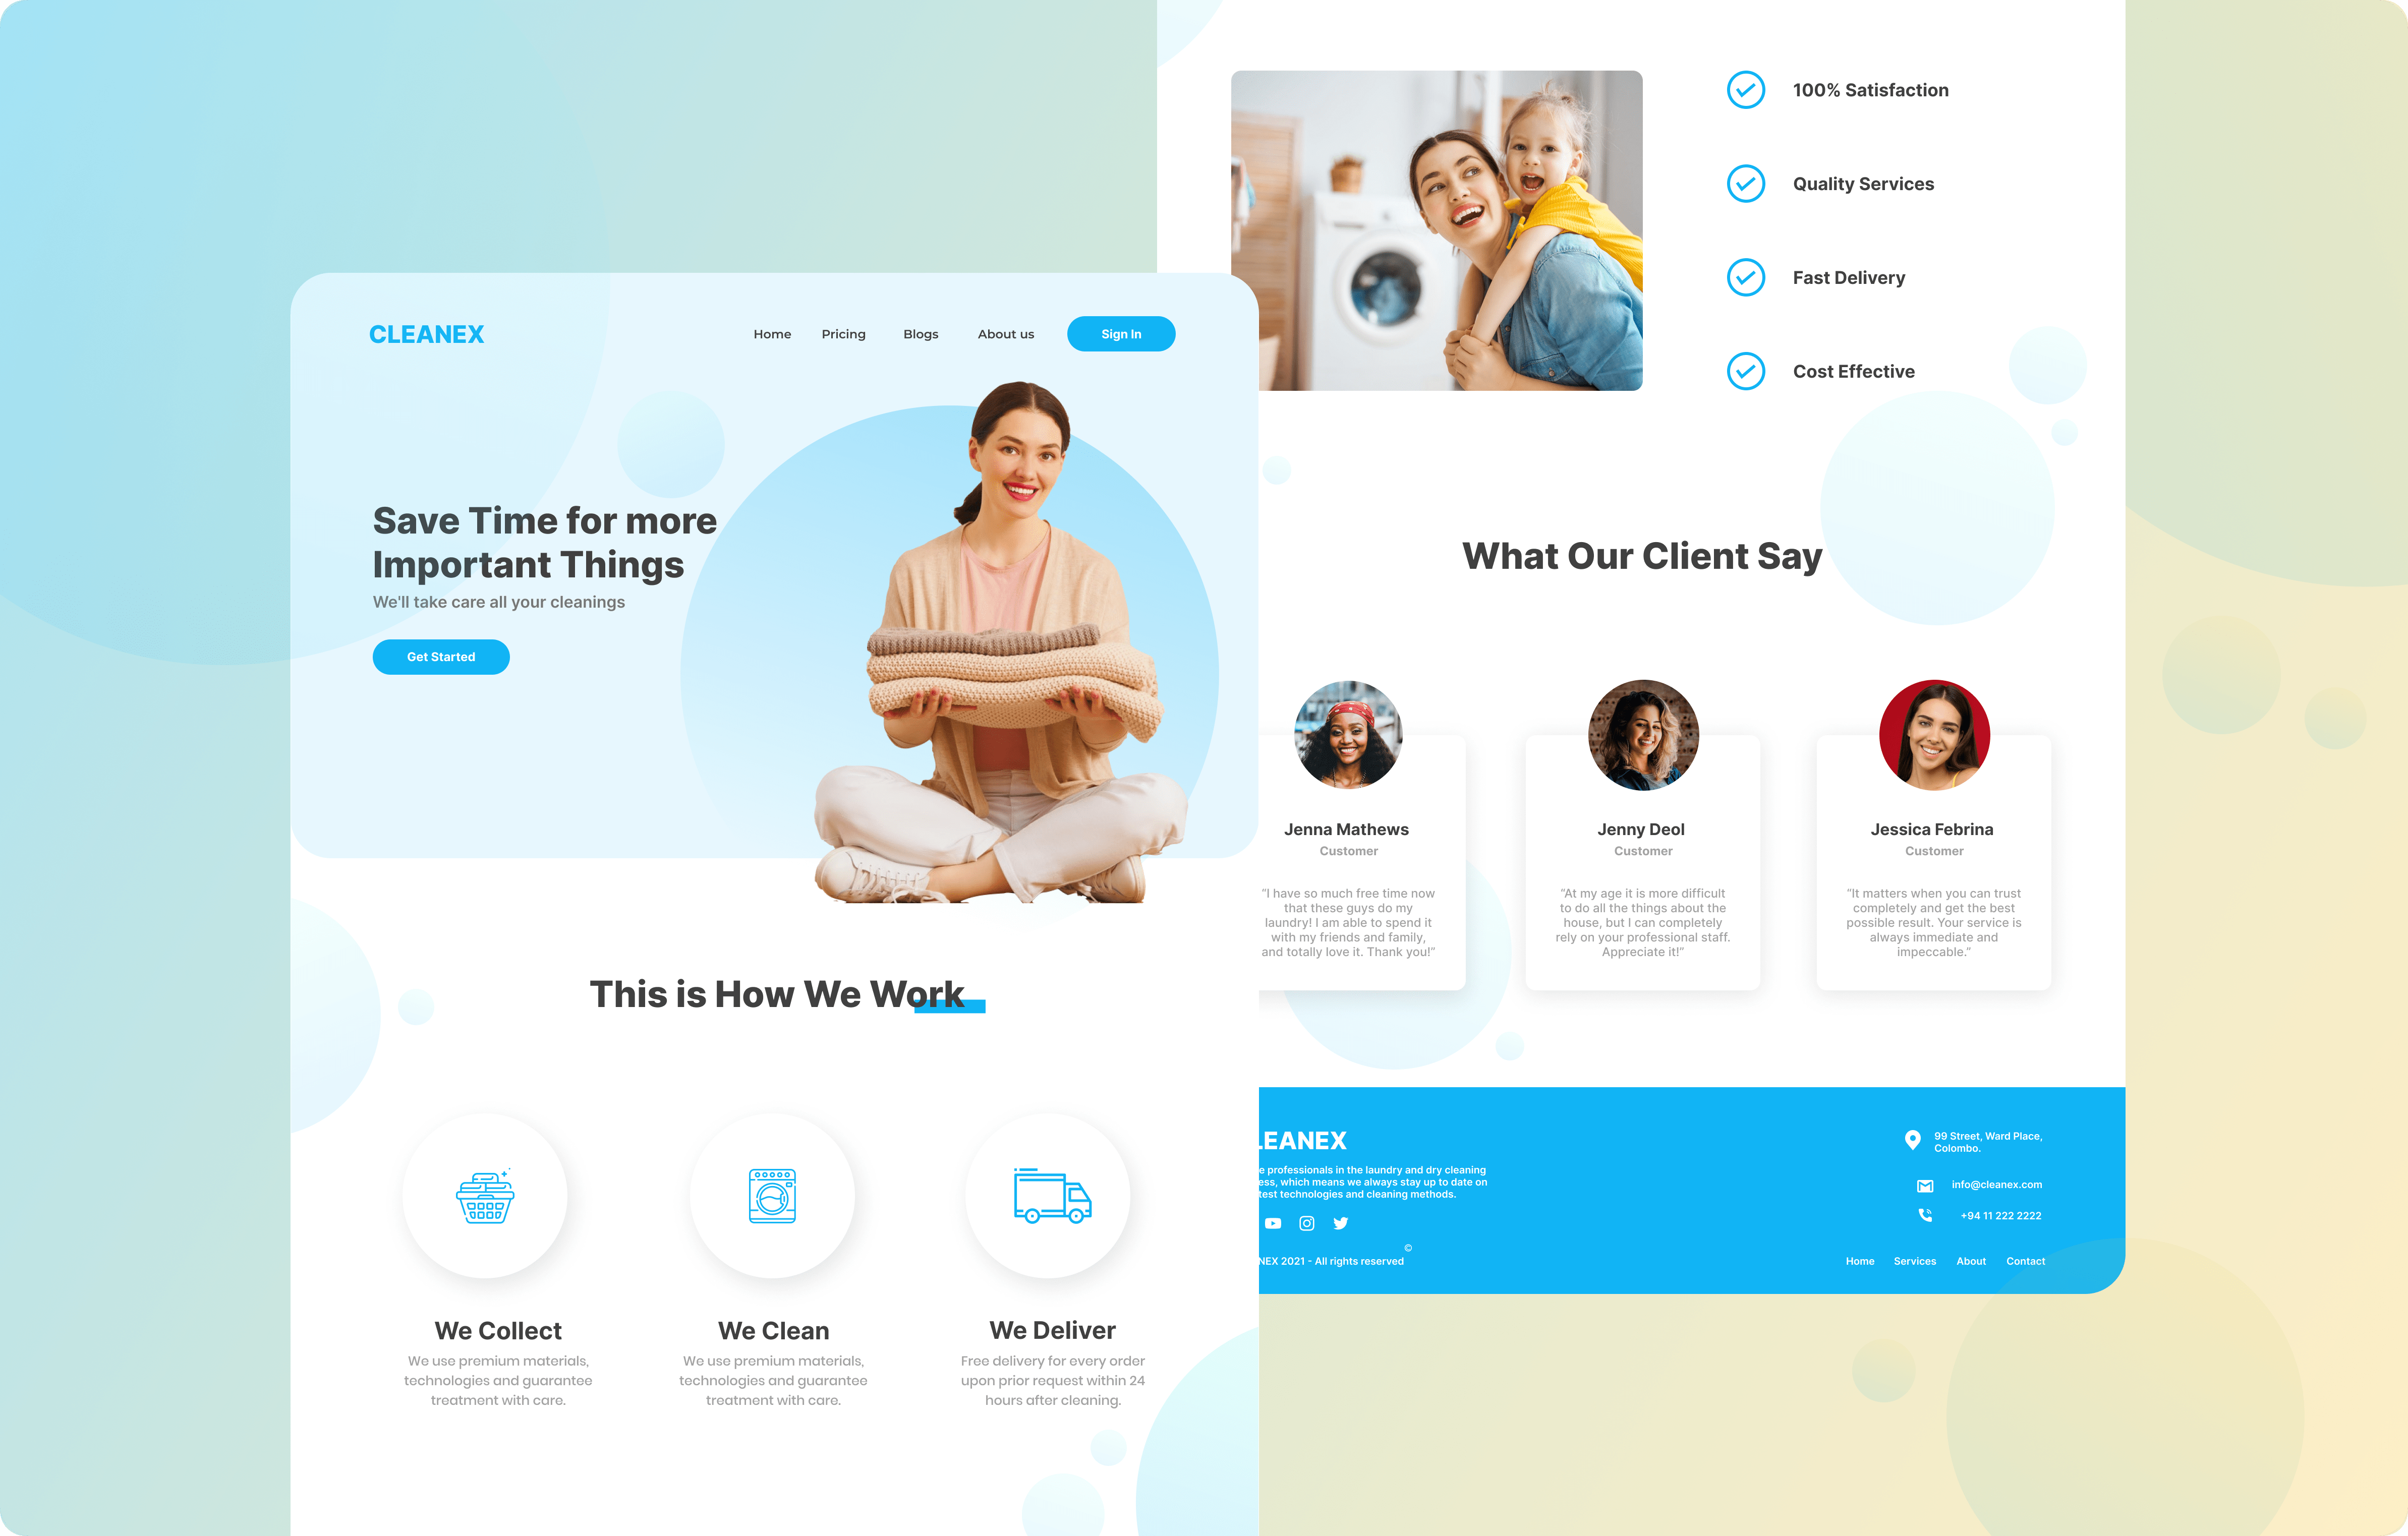 CLEANEX
Home Pricing Blogs About us Sign In
Save Time for more
Important Things
We'll take care all your cleanings
Get Started
This is How We Work
We Collect
We use premium materials,
technologies and guarantee
treatment with care.
We Clean
We use premium materials,
technologies and guarantee
treatment with care.
We Deliver
Free delivery for every order
upon prior request within 24
hours after cleaning.
100% Satisfaction
Quality Services
Fast Delivery
Cost Effective
What Our Client Say
Jenna Mathews
Customer
“I have so much free time now
that these guys do my
laundry! I am able to spend it
with my friends and family,
and totally love it. Thank you!”
Jenny Deol
Customer
“At my age it is more difficult
to do all the things about the
house, but I can completely
rely on your professional staff.
Appreciate it!”
Jessica Febrina
Customer
“It matters when you can trust
completely and get the best
possible result. Your service is
always immediate and
impeccable.”
LEANEX
e professionals in the laundry and dry cleaning
ess, which means we always stay up to date on
test technologies and cleaning methods.
©
NEX 2021 - All rights reserved
99 Street, Ward Place,
Colombo.
info@cleanex.com
+94 11 222 2222
Home Services About Contact